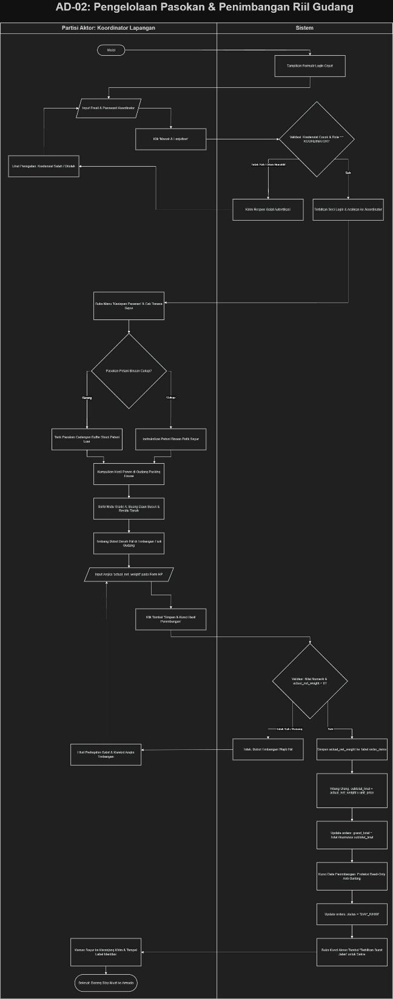 AD-02: Pengelolaan Pasokan & Penimbangan Riil Gudang
Partisi Aktor: Koordinator Lapangan
Sistem
Mulai
Tampilkan Formulir Login Cepat
Input Email & Password Koordinator
Klik 'Masuk & Lanjutkan'
Validasi: Kredensial Cocok & Role ==
KOORDINATOR?
Lihat Peringatan: Kredensial Salah / Ditolak
Tidak Sah / Akun Nonaktif
Sah
Kirim Respon Galat Autentikasi
Terbitkan Sesi Login & Arahkan ke /koordinator
Buka Menu 'Kesiapan Pesanan' & Cek Tonase
Sayur
Pasokan Petani Binaan Cukup?
Kurang
Cukup
Tarik Pasokan Cadangan Buffer Stock Petani
Luar
Instruksikan Petani Binaan Petik Sayur
Kumpulkan Hasil Panen di Gudang Packing
House
Sortir Mutu Grade A: Buang Daun Busuk &
Residu Tanah
Timbang Bobot Bersih Riil di Timbangan Fisik
Gudang
Input Angka 'actual_net_weight' pada Form HP
Klik Tombol 'Simpan & Kunci Hasil
Penimbangan'
Validasi: Nilai Numerik &
actual_net_weight > 0?
Tidak Sah / Kosong
Sah
Lihat Peringatan Galat & Koreksi Angka
Timbangan
Tolak: Bobot Timbangan Wajib Riil
Simpan actual_net_weight ke tabel order_items
Hitung Ulang: subtotal_final =
actual_net_weight x unit_price
Update orders: grand_total =
Total Akumulasi subtotal_final
Kunci Data Penimbangan: Proteksi Read-Only
Anti-Sunting
Update orders: status = 'SIAP_KIRIM'
Kemas Sayur ke Keranjang Kirim & Tempel
Label Identitas
Buka Kunci Akses Tombol 'Terbitkan Surat
Jalan' untuk Sekre
Selesai: Barang Siap Muat ke Armada